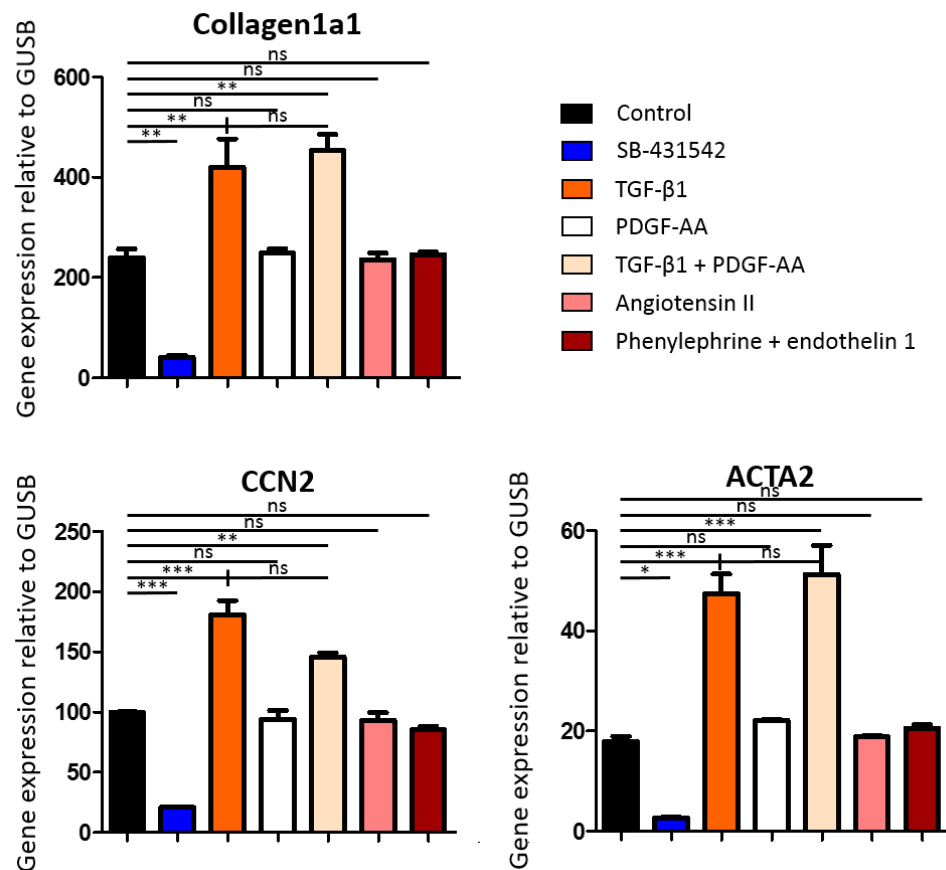 Collagen1a1
Gene expression relative to GUSB
600
400
200
0
ns
ns
**
ns
** ns
**
Control
SB-431542
TGF-β1
PDGF-AA
TGF-β1 + PDGF-AA
Angiotensin II
Phenylephrine + endothelin 1
CCN2
Gene expression relative to GUSB
250
200
150
100
50
0
ns
ns
**
ns
*** ns
***
ACTA2
Gene expression relative to GUSB
60
40
20
0
ns
ns
***
ns
*** ns
*